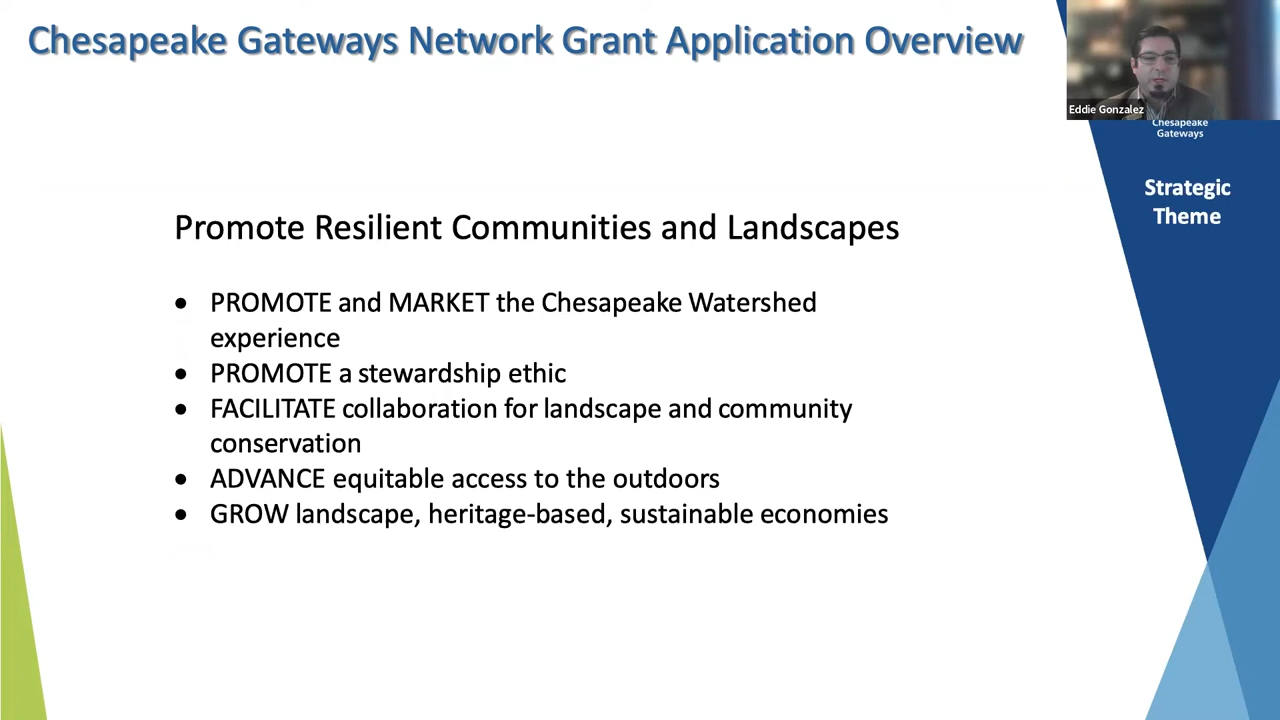 Chesapeake Gateways Network Grant Application Overview
Eddie Gonzalez
Chesapeake
Gateways
Strategic
Theme
Promote Resilient Communities and Landscapes
• PROMOTE and MARKET the Chesapeake Watershed
experience
• PROMOTE a stewardship ethic
• FACILITATE collaboration for landscape and community
conservation
• ADVANCE equitable access to the outdoors
• GROW landscape, heritage-based, sustainable economies